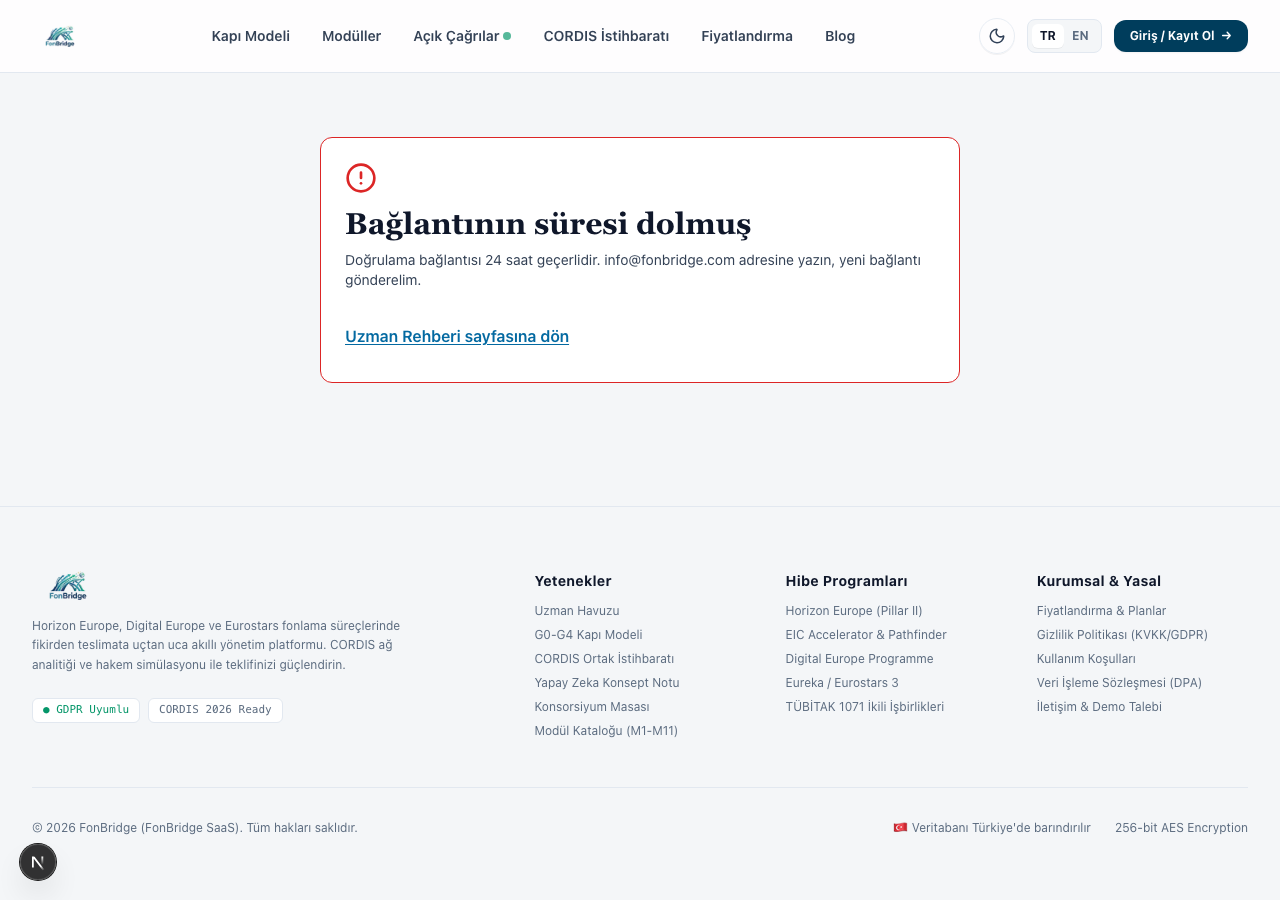 FonBridge
Kapı Modeli
Modüller
Açık Çağrılar
CORDIS İstihbaratı
Fiyatlandırma
Blog
TR
EN
Giriş / Kayıt Ol →
Bağlantının süresi dolmuş
Doğrulama bağlantısı 24 saat geçerlidir. info@fonbridge.com adresine yazın, yeni bağlantı
gönderelim.
Uzman Rehberi sayfasına dön
FonBridge
Horizon Europe, Digital Europe ve Eurostars fonlama süreçlerinde
fikirden teslimata uçtan uca akıllı yönetim platformu. CORDIS ağ
analitiği ve hakem simülasyonu ile teklifinizi güçlendirin.
GDPR Uyumlu
CORDIS 2026 Ready
Yetenekler
Uzman Havuzu
G0-G4 Kapı Modeli
CORDIS Ortak İstihbaratı
Yapay Zeka Konsept Notu
Konsorsiyum Masası
Modül Kataloğu (M1-M11)
Hibe Programları
Horizon Europe (Pillar II)
EIC Accelerator & Pathfinder
Digital Europe Programme
Eureka / Eurostars 3
TÜBİTAK 1071 İkili İşbirlikleri
Kurumsal & Yasal
Fiyatlandırma & Planlar
Gizlilik Politikası (KVKK/GDPR)
Kullanım Koşulları
Veri İşleme Sözleşmesi (DPA)
İletişim & Demo Talebi
© 2026 FonBridge (FonBridge SaaS). Tüm hakları saklıdır.
🇹🇷 Veritabanı Türkiye'de barındırılır
256-bit AES Encryption
N